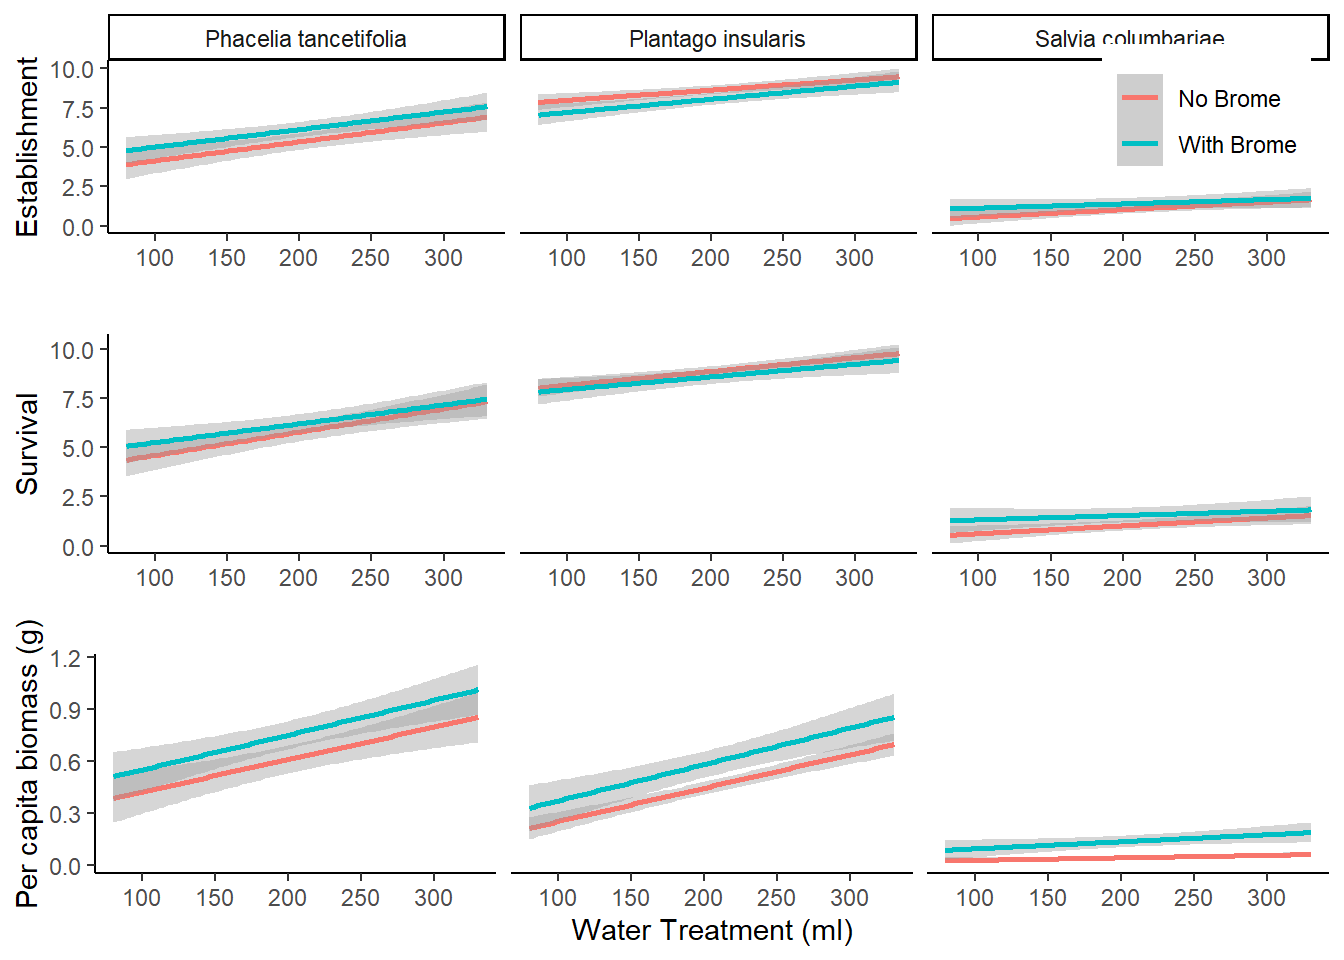 Phacelia tancetifolia Plantago insularis Salvia columbariae
Establishment
10.0
7.5
5.0
2.5
0.0
No Brome
With Brome
100 150 200 250 300 100 150 200 250 300 100 150 200 250 300
Survival
10.0
7.5
5.0
2.5
0.0
100 150 200 250 300 100 150 200 250 300 100 150 200 250 300
Per capita biomass (g)
1.2
0.9
0.6
0.3
0.0
100 150 200 250 300 100 150 200 250 300 100 150 200 250 300
Water Treatment (ml)